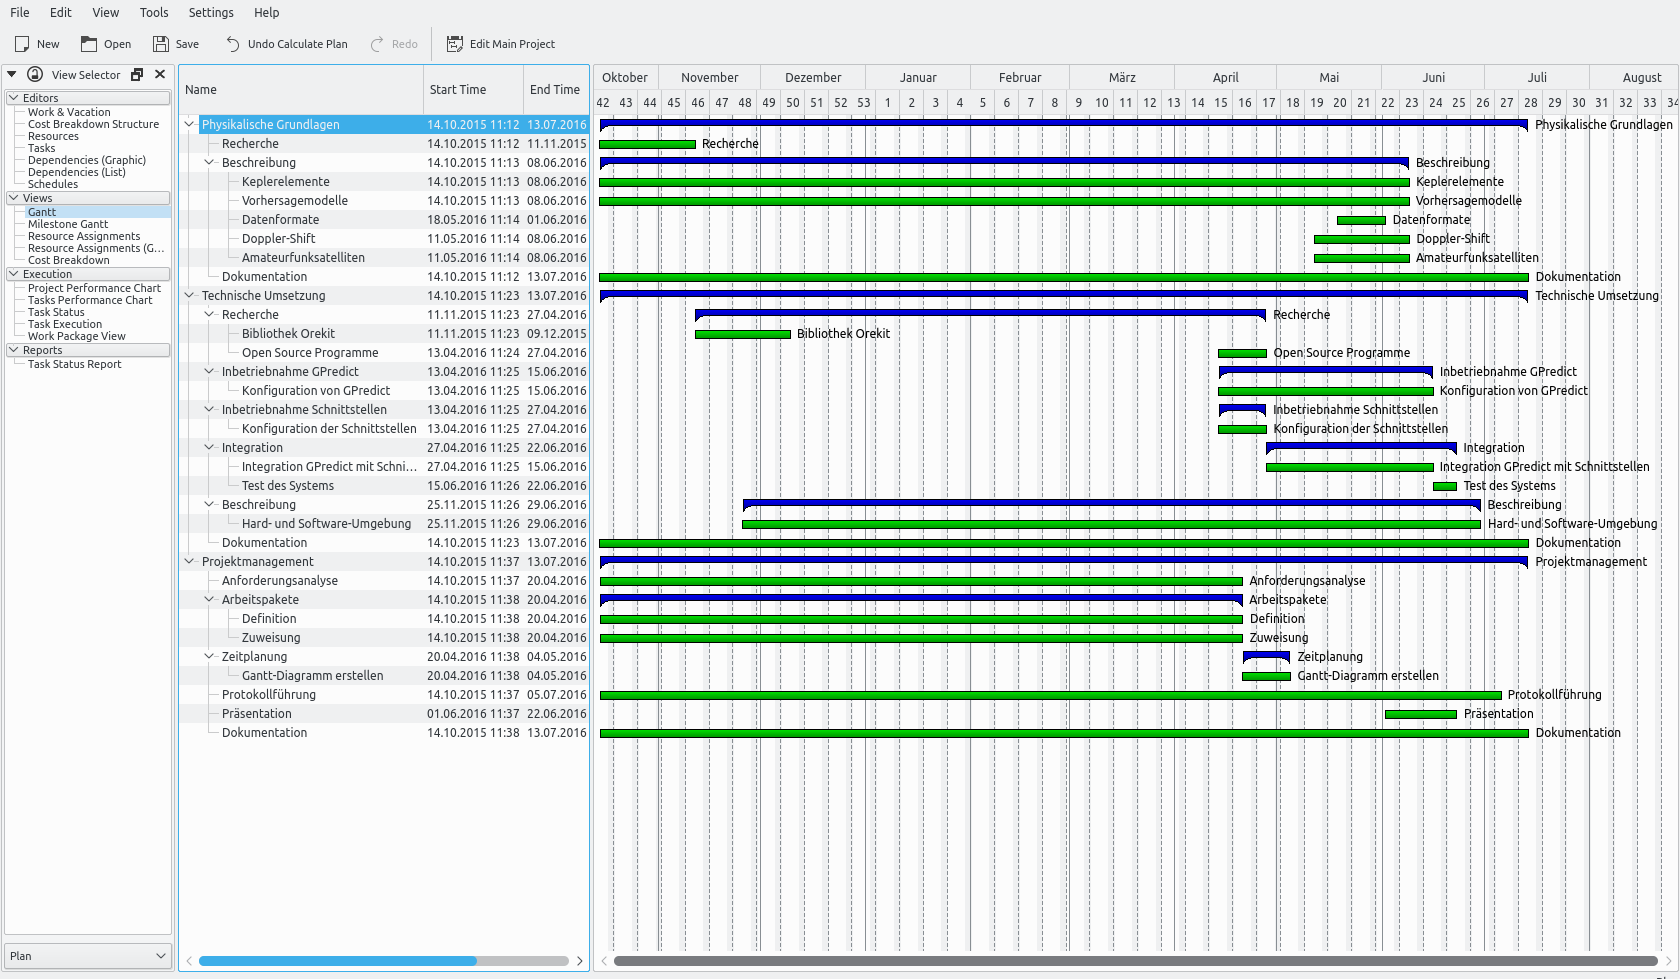 File Edit View Tools Settings Help
New Open Save Undo Calculate Plan Redo Edit Main Project
View Selector
Editors
Work & Vacation
Cost Breakdown Structure
Resources
Tasks
Dependencies (Graphic)
Dependencies (List)
Schedules
Views
Gantt
Milestone Gantt
Resource Assignments
Resource Assignments (G...
Cost Breakdown
Execution
Project Performance Chart
Tasks Performance Chart
Task Status
Task Execution
Work Package View
Reports
Task Status Report
Plan
Name Start Time End Time
Physikalische Grundlagen 14.10.2015 11:12 13.07.2016
Recherche 14.10.2015 11:12 11.11.2015
Beschreibung 14.10.2015 11:13 08.06.2016
Keplerelemente 14.10.2015 11:13 08.06.2016
Vorhersagemodelle 14.10.2015 11:13 08.06.2016
Datenformate 18.05.2016 11:14 01.06.2016
Doppler-Shift 11.05.2016 11:14 08.06.2016
Amateurfunksatelliten 11.05.2016 11:14 08.06.2016
Dokumentation 14.10.2015 11:12 13.07.2016
Technische Umsetzung 14.10.2015 11:23 13.07.2016
Recherche 11.11.2015 11:23 27.04.2016
Bibliothek Orekit 11.11.2015 11:23 09.12.2015
Open Source Programme 13.04.2016 11:24 27.04.2016
Inbetriebnahme GPredict 13.04.2016 11:25 15.06.2016
Konfiguration von GPredict 13.04.2016 11:25 15.06.2016
Inbetriebnahme Schnittstellen 13.04.2016 11:25 27.04.2016
Konfiguration der Schnittstellen 13.04.2016 11:25 27.04.2016
Integration 27.04.2016 11:25 22.06.2016
Integration GPredict mit Schni... 27.04.2016 11:25 15.06.2016
Test des Systems 15.06.2016 11:26 22.06.2016
Beschreibung 25.11.2015 11:26 29.06.2016
Hard- und Software-Umgebung 25.11.2015 11:26 29.06.2016
Dokumentation 14.10.2015 11:23 13.07.2016
Projektmanagement 14.10.2015 11:37 13.07.2016
Anforderungsanalyse 14.10.2015 11:37 20.04.2016
Arbeitspakete 14.10.2015 11:38 20.04.2016
Definition 14.10.2015 11:38 20.04.2016
Zuweisung 14.10.2015 11:38 20.04.2016
Zeitplanung 20.04.2016 11:38 04.05.2016
Gantt-Diagramm erstellen 20.04.2016 11:38 04.05.2016
Protokollführung 14.10.2015 11:37 05.07.2016
Präsentation 01.06.2016 11:37 22.06.2016
Dokumentation 14.10.2015 11:38 13.07.2016
Oktober November Dezember Januar Februar März April Mai Juni Juli August
42 43 44 45 46 47 48 49 50 51 52 53 1 2 3 4 5 6 7 8 9 10 11 12 13 14 15 16 17 18 19 20 21 22 23 24 25 26 27 28 29 30 31 32 33 34
Physikalische Grundlagen
Recherche
Beschreibung
Keplerelemente
Vorhersagemodelle
Datenformate
Doppler-Shift
Amateurfunksatelliten
Dokumentation
Technische Umsetzung
Recherche
Bibliothek Orekit
Open Source Programme
Inbetriebnahme GPredict
Konfiguration von GPredict
Inbetriebnahme Schnittstellen
Konfiguration der Schnittstellen
Integration
Integration GPredict mit Schnittstellen
Test des Systems
Beschreibung
Hard- und Software-Umgebung
Dokumentation
Projektmanagement
Anforderungsanalyse
Arbeitspakete
Definition
Zuweisung
Zeitplanung
Gantt-Diagramm erstellen
Protokollführung
Präsentation
Dokumentation